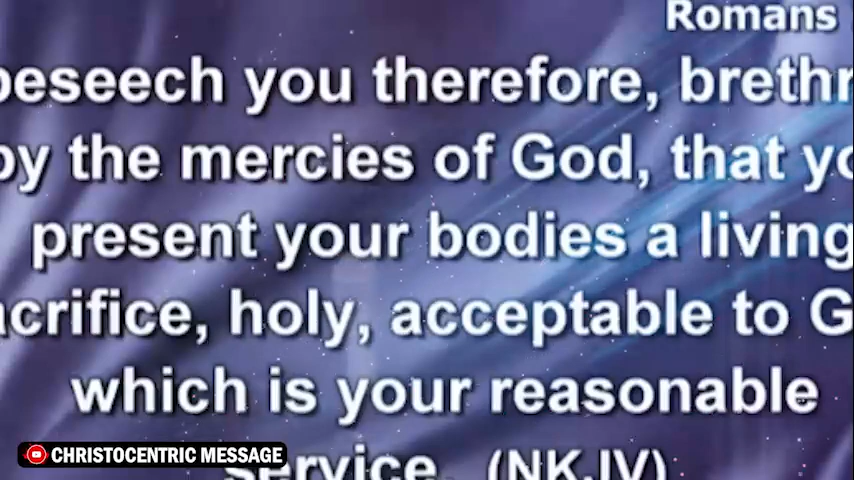 Romans
beseech you therefore, brethr
by the mercies of God, that yo
present your bodies a living
acrifice, holy, acceptable to G
which is your reasonable
service. (NKJV)
CHRISTOCENTRIC MESSAGE